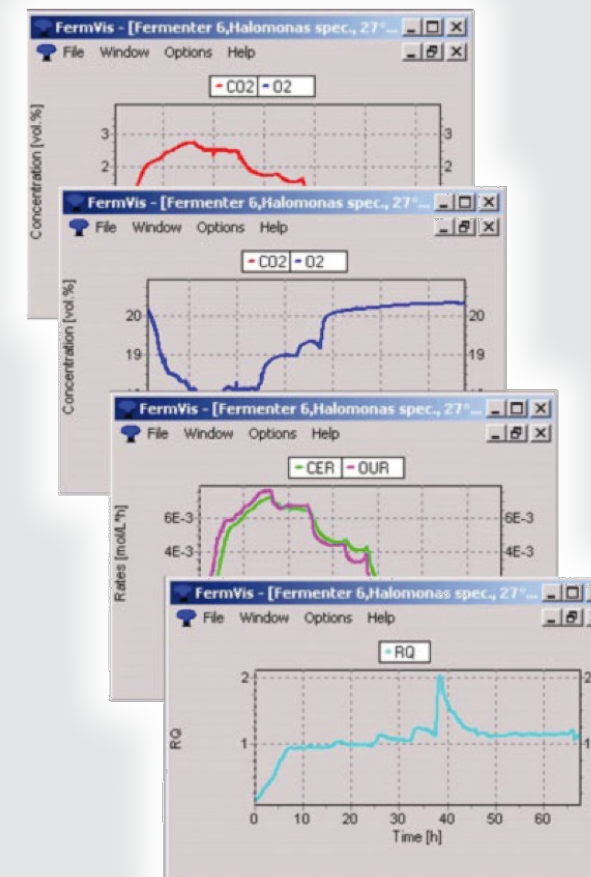 FermVis - [Fermenter 6,Halomonas spec., 27°...
File Window Options Help
CO2 O2
Concentration [vol.%]
3 3
2 2
FermVis - [Fermenter 6,Halomonas spec., 27°...
File Window Options Help
CO2 O2
Concentration [vol.%]
20 20
19 19
FermVis - [Fermenter 6,Halomonas spec., 27°...
File Window Options Help
CER OUR
Rates [mol/L*h]
6E-3 6E-3
4E-3 4E-3
FermVis - [Fermenter 6,Halomonas spec., 27°...
File Window Options Help
RQ
RQ
2 2
1 1
0 10 20 30 40 50 60
Time [h]